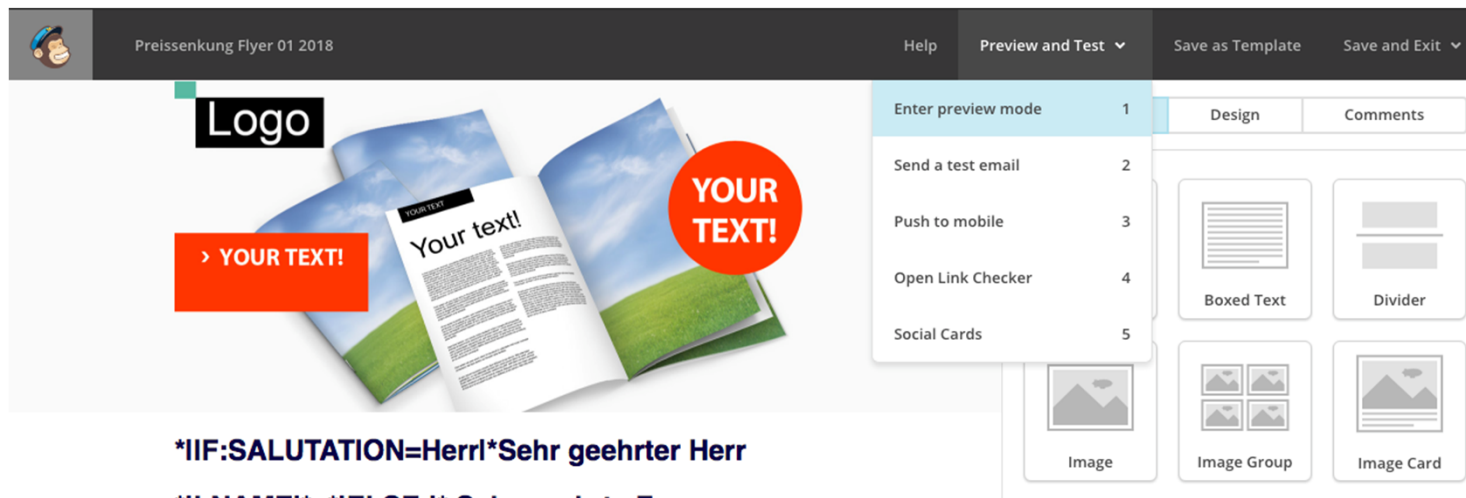 Preissenkung Flyer 01 2018
Help
Preview and Test
Save as Template
Save and Exit
Enter preview mode 1
Send a test email 2
Push to mobile 3
Open Link Checker 4
Social Cards 5
Design
Comments
Logo
YOUR TEXT
Your text!
YOUR
TEXT!
› YOUR TEXT!
Boxed Text
Divider
Image
Image Group
Image Card
*|IF:SALUTATION=Herr|*Sehr geehrter Herr